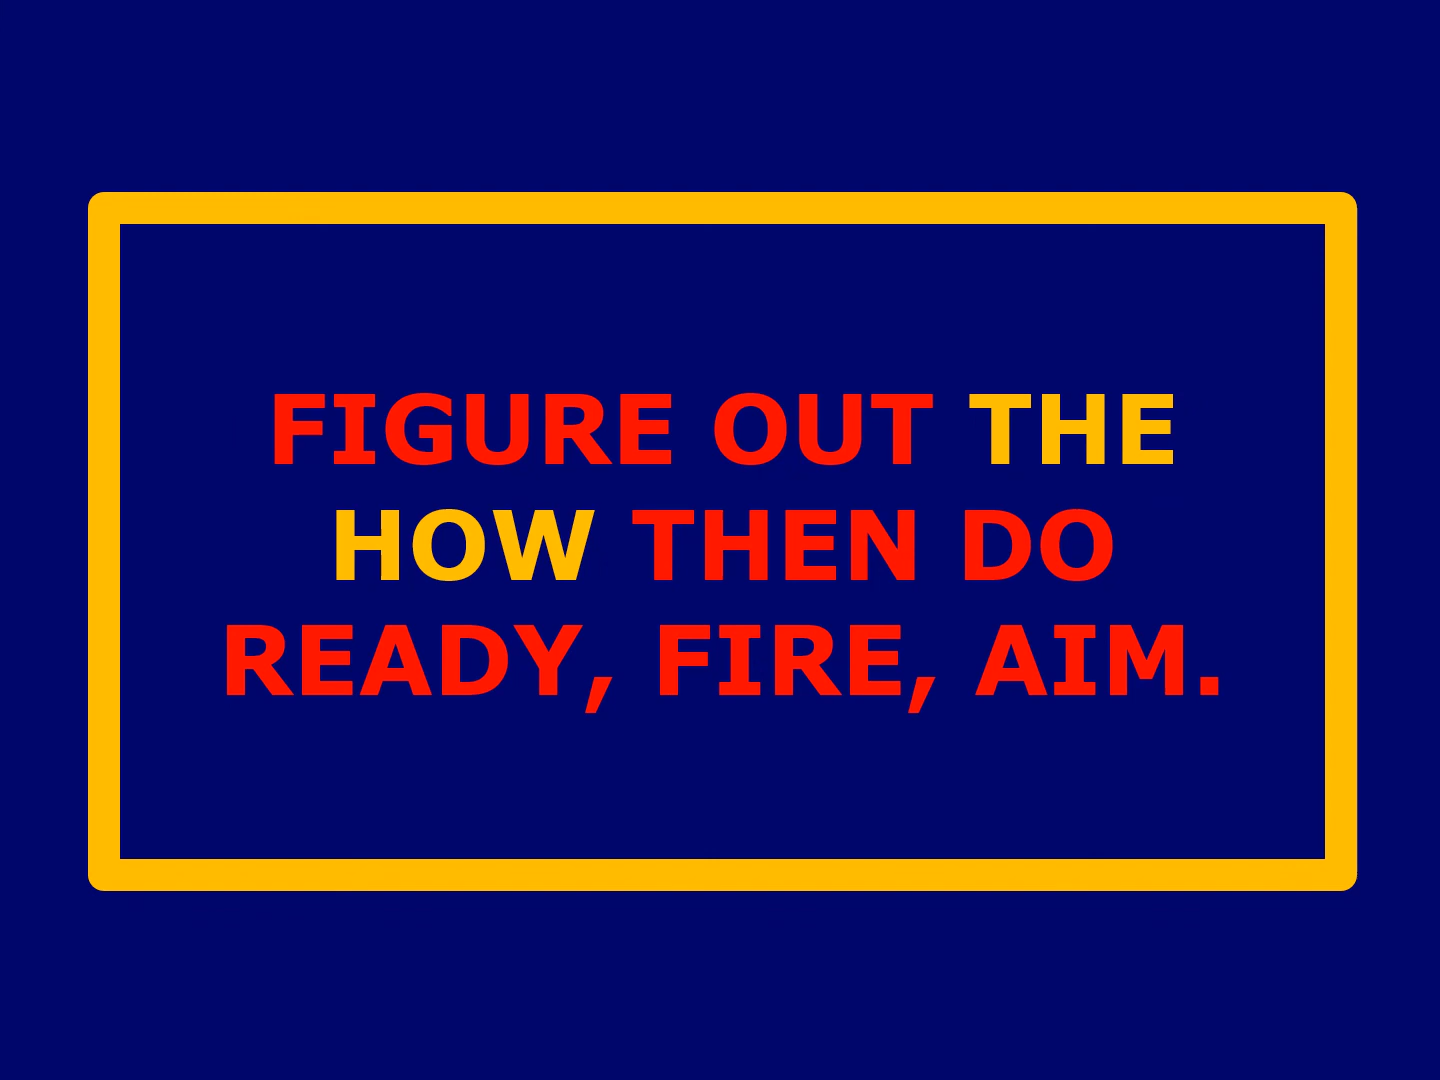 FIGURE OUT THE
HOW THEN DO
READY, FIRE, AIM.